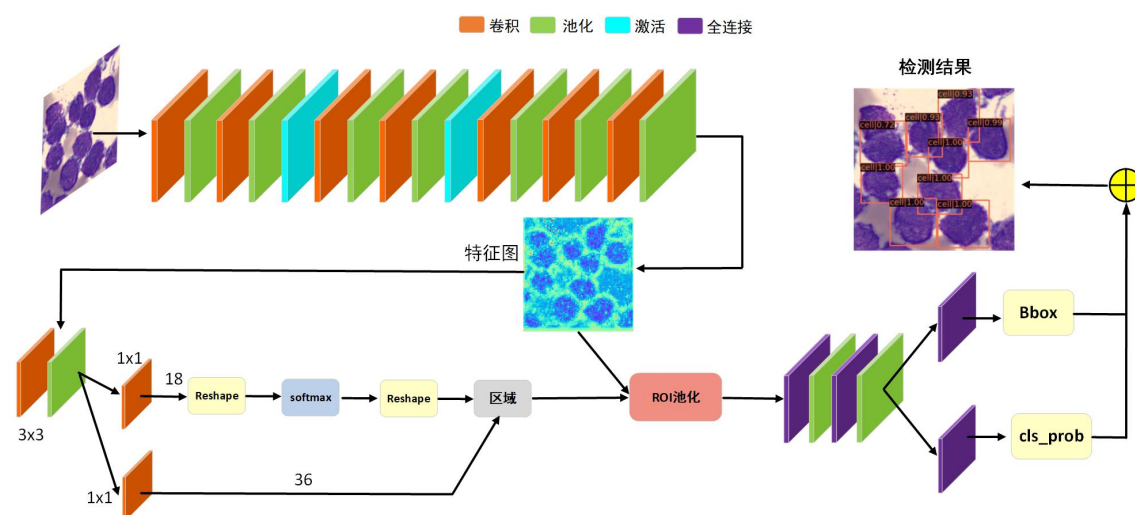 卷积 池化 激活 全连接
检测结果
cell|0.93
cell|0.72
cell|0.93
cell|0.99
cell|1.00
cell|1.00
cell|1.00
cell|1.00
cell|1.00
特征图
Bbox
1x1
18
Reshape
softmax
Reshape
区域
ROI池化
3x3
cls_prob
1x1
36